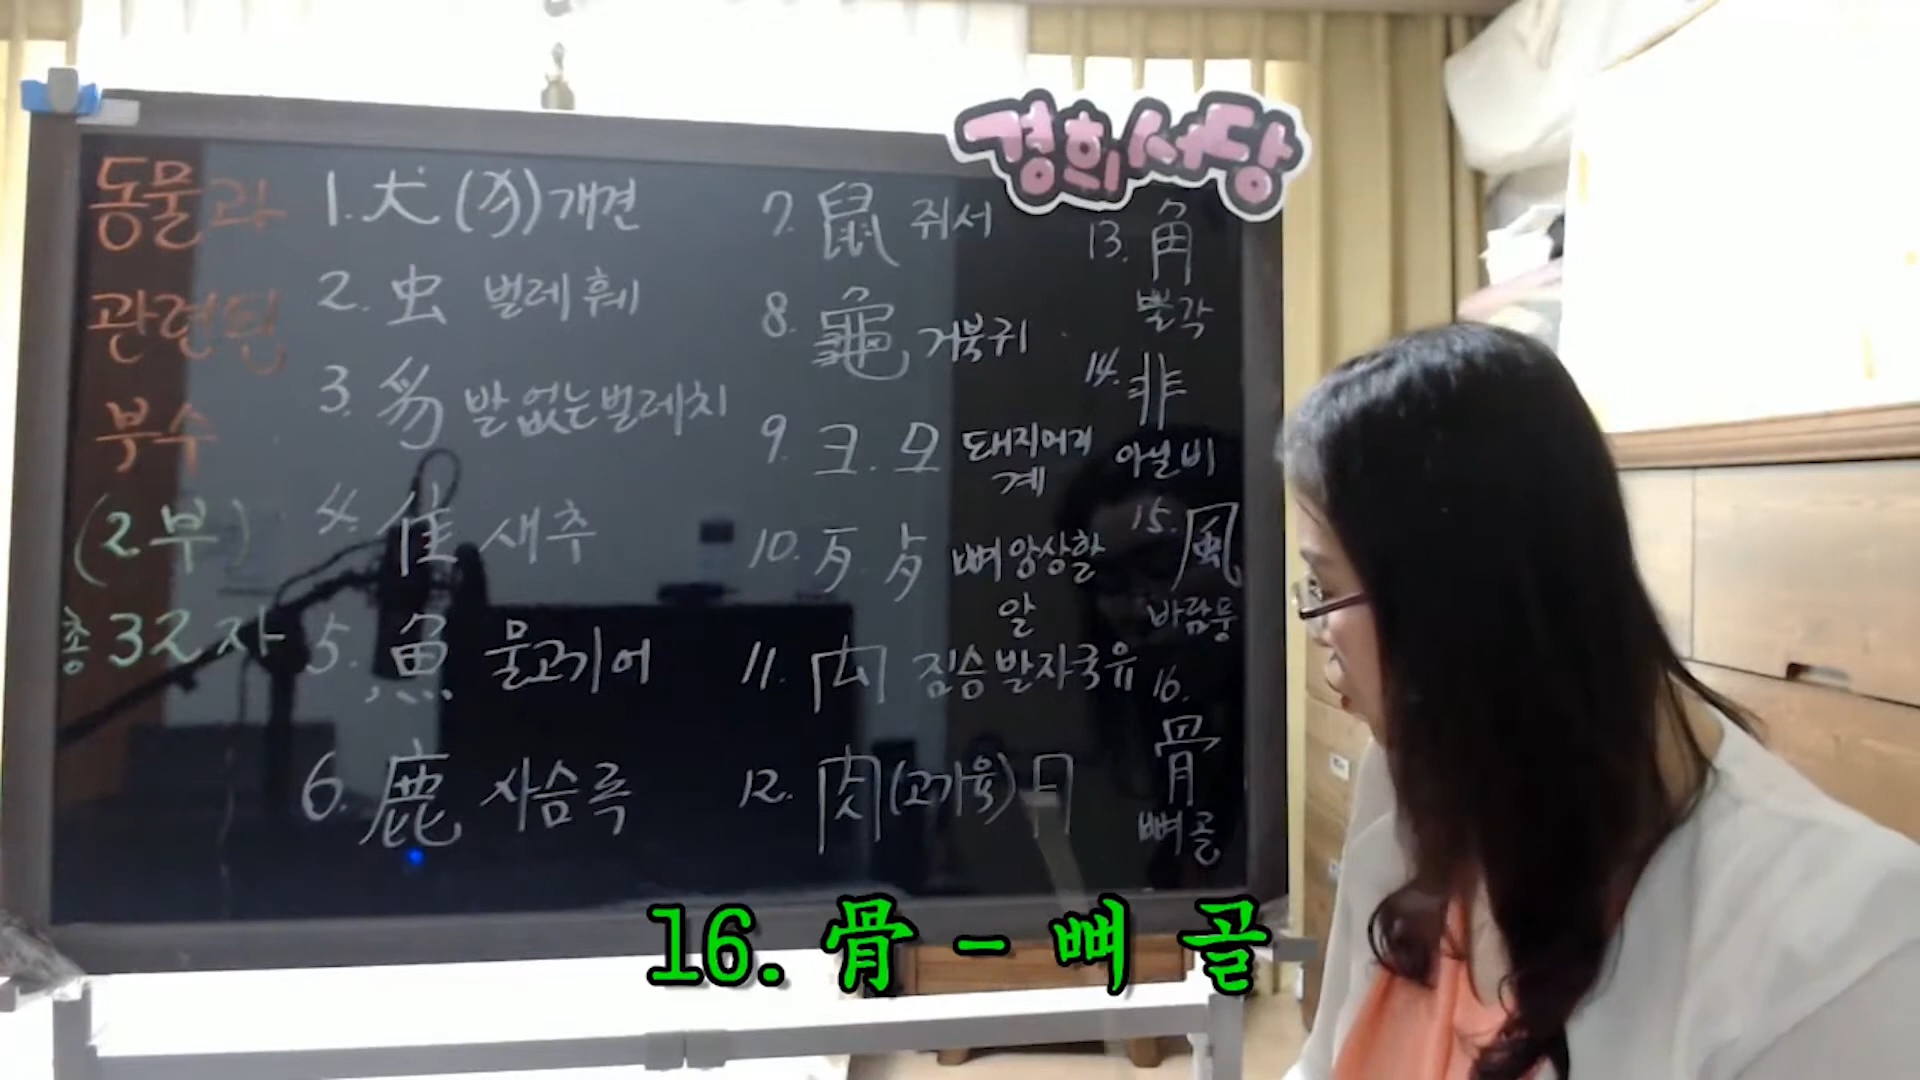 경희서당
동물과
관련된
부수
(2부)
총32자
1. 犬 (犭) 개견
2. 虫 벌레 훼
3. 豸 발 없는 벌레 치
4. 隹 새 추
5. 魚 물고기 어
6. 鹿 사슴 록
7. 鼠 쥐 서
8. 龜 거북 귀
9. 彐. 彑 돼지머리
계
10. 歹. 歺 뼈 앙상할
알
11. 禸 짐승 발자국 유
12. 肉 (고기 육) 月
13. 角
뿔 각
14. 非
아닐 비
15. 風
바람 풍
16.
骨
뼈 골
16. 骨 - 뼈 골